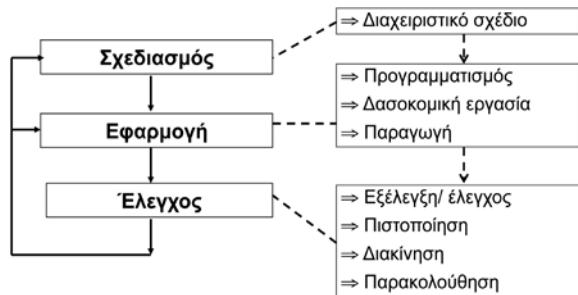 Σχεδιασμός
Εφαρμογή
Έλεγχος
⇒ Διαχειριστικό σχέδιο
⇒ Προγραμματισμός
⇒ Δασοκομική εργασία
⇒ Παραγωγή
⇒ Εξέλεγξη/ έλεγχος
⇒ Πιστοποίηση
⇒ Διακίνηση
⇒ Παρακολούθηση